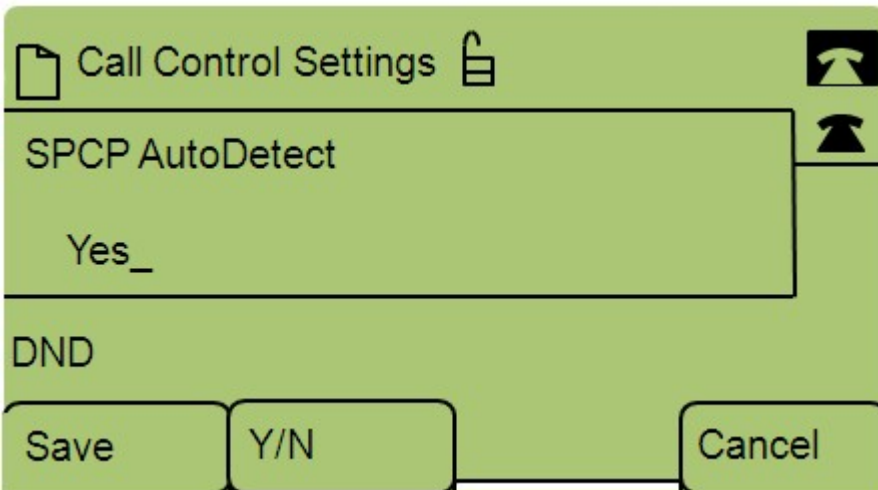 Call Control Settings
SPCP AutoDetect
Yes_
DND
Save Y/N Cancel